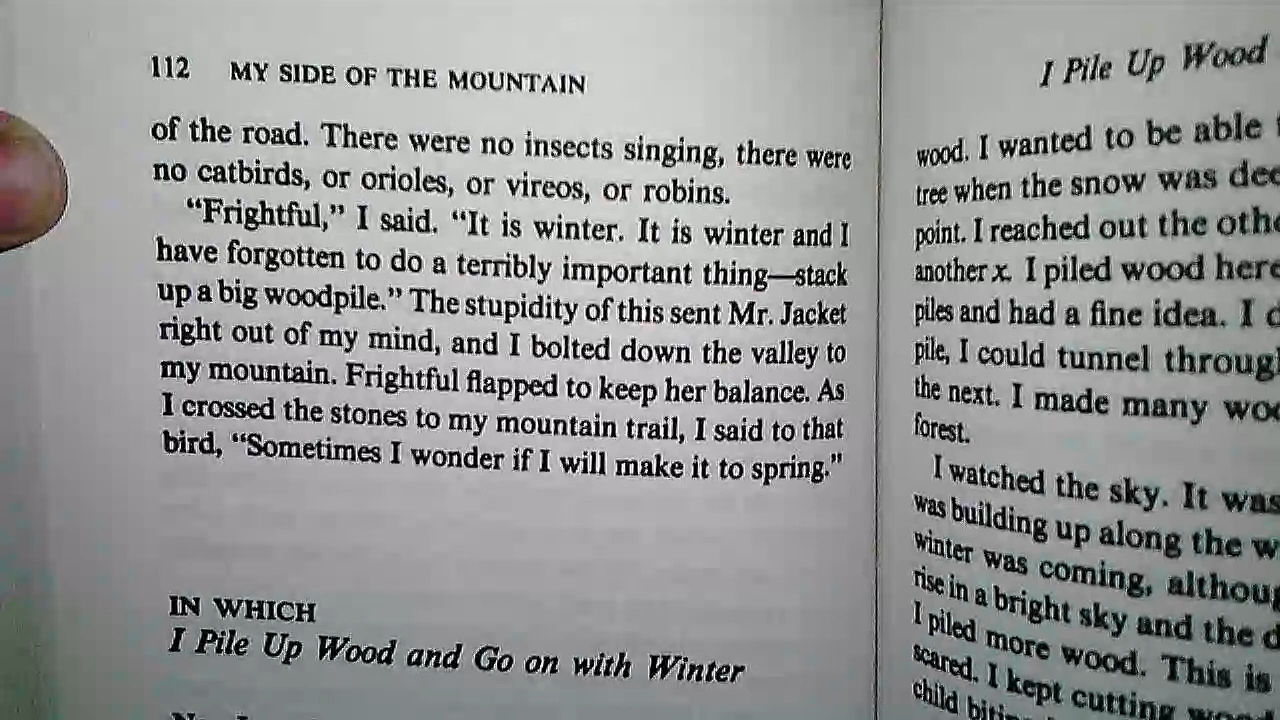 112 MY SIDE OF THE MOUNTAIN
of the road. There were no insects singing, there were
no catbirds, or orioles, or vireos, or robins.
“Frightful,” I said. “It is winter. It is winter and I
have forgotten to do a terribly important thing—stack
up a big woodpile.” The stupidity of this sent Mr. Jacket
right out of my mind, and I bolted down the valley to
my mountain. Frightful flapped to keep her balance. As
I crossed the stones to my mountain trail, I said to that
bird, “Sometimes I wonder if I will make it to spring.”
IN WHICH
I Pile Up Wood and Go on with Winter
I Pile Up Wood
wood. I wanted to be able
tree when the snow was
point. I reached out the
another x. I piled wood here
piles and had a fine idea. I
pile, I could tunnel
the next. I made many
forest.
I watched the sky. It was
was building up along the
winter was coming,
rise in a bright sky and the
I piled more wood. This is
scared. I kept cutting
child